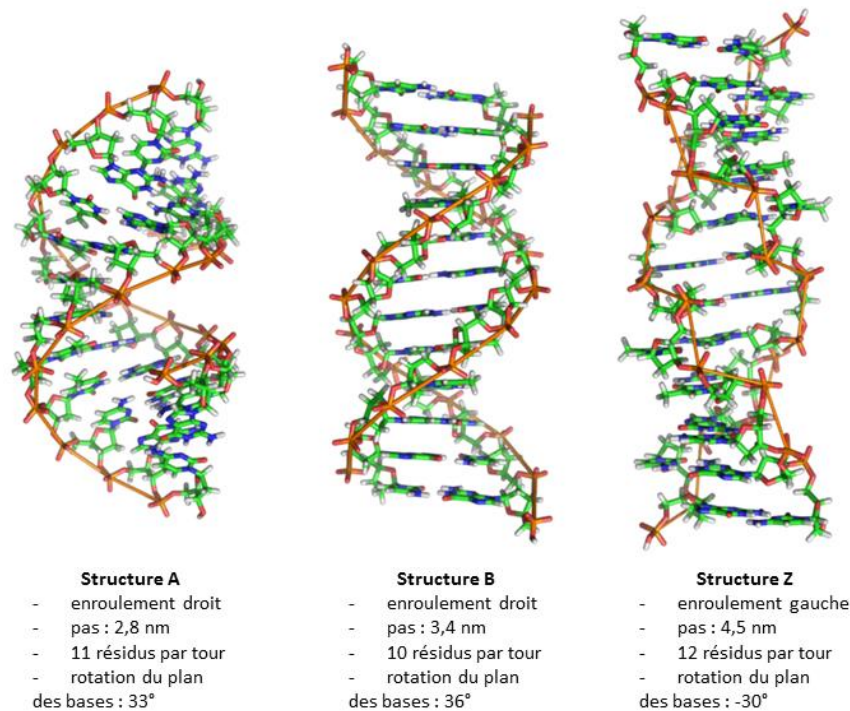 Structure A
- enroulement droit
- pas : 2,8 nm
- 11 résidus par tour
- rotation du plan
des bases : 33°
Structure B
- enroulement droit
- pas : 3,4 nm
- 10 résidus par tour
- rotation du plan
des bases : 36°
Structure Z
- enroulement gauche
- pas : 4,5 nm
- 12 résidus par tour
- rotation du plan
des bases : -30°